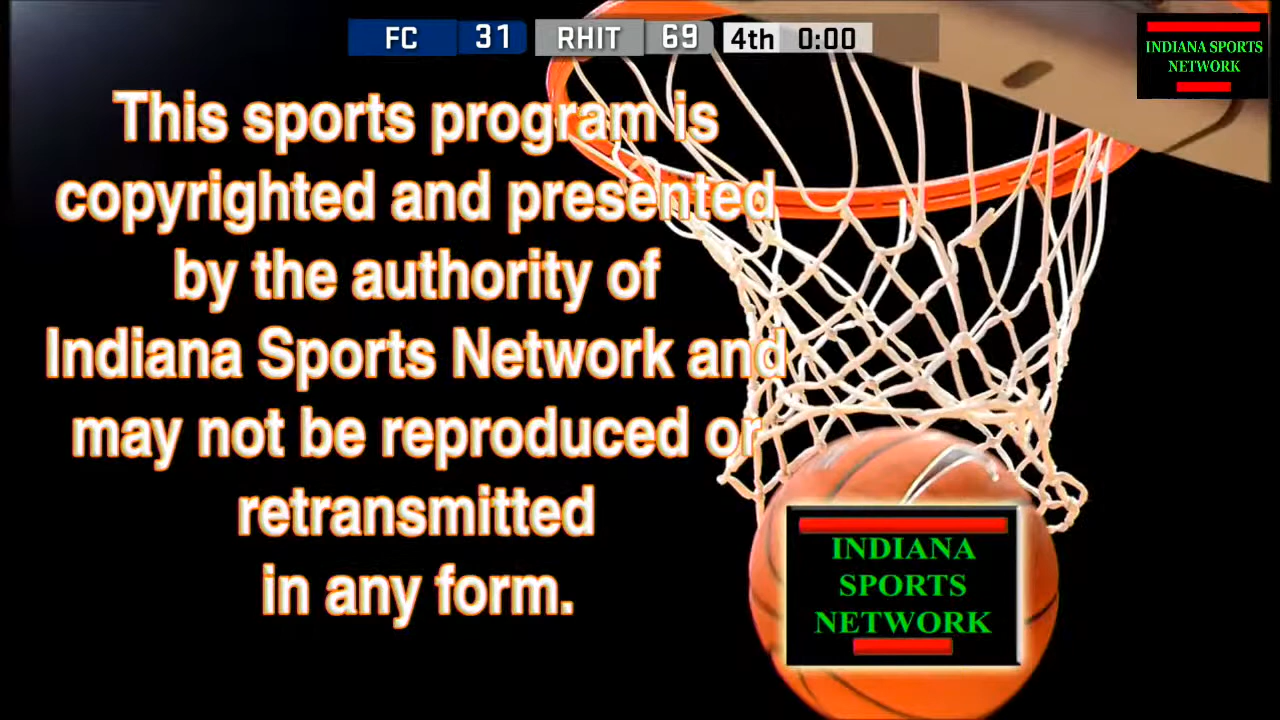 FC 31 RHIT 69 4th 0:00
INDIANA SPORTS
NETWORK
This sports program is
copyrighted and presented
by the authority of
Indiana Sports Network and
may not be reproduced or
retransmitted
in any form.
INDIANA
SPORTS
NETWORK